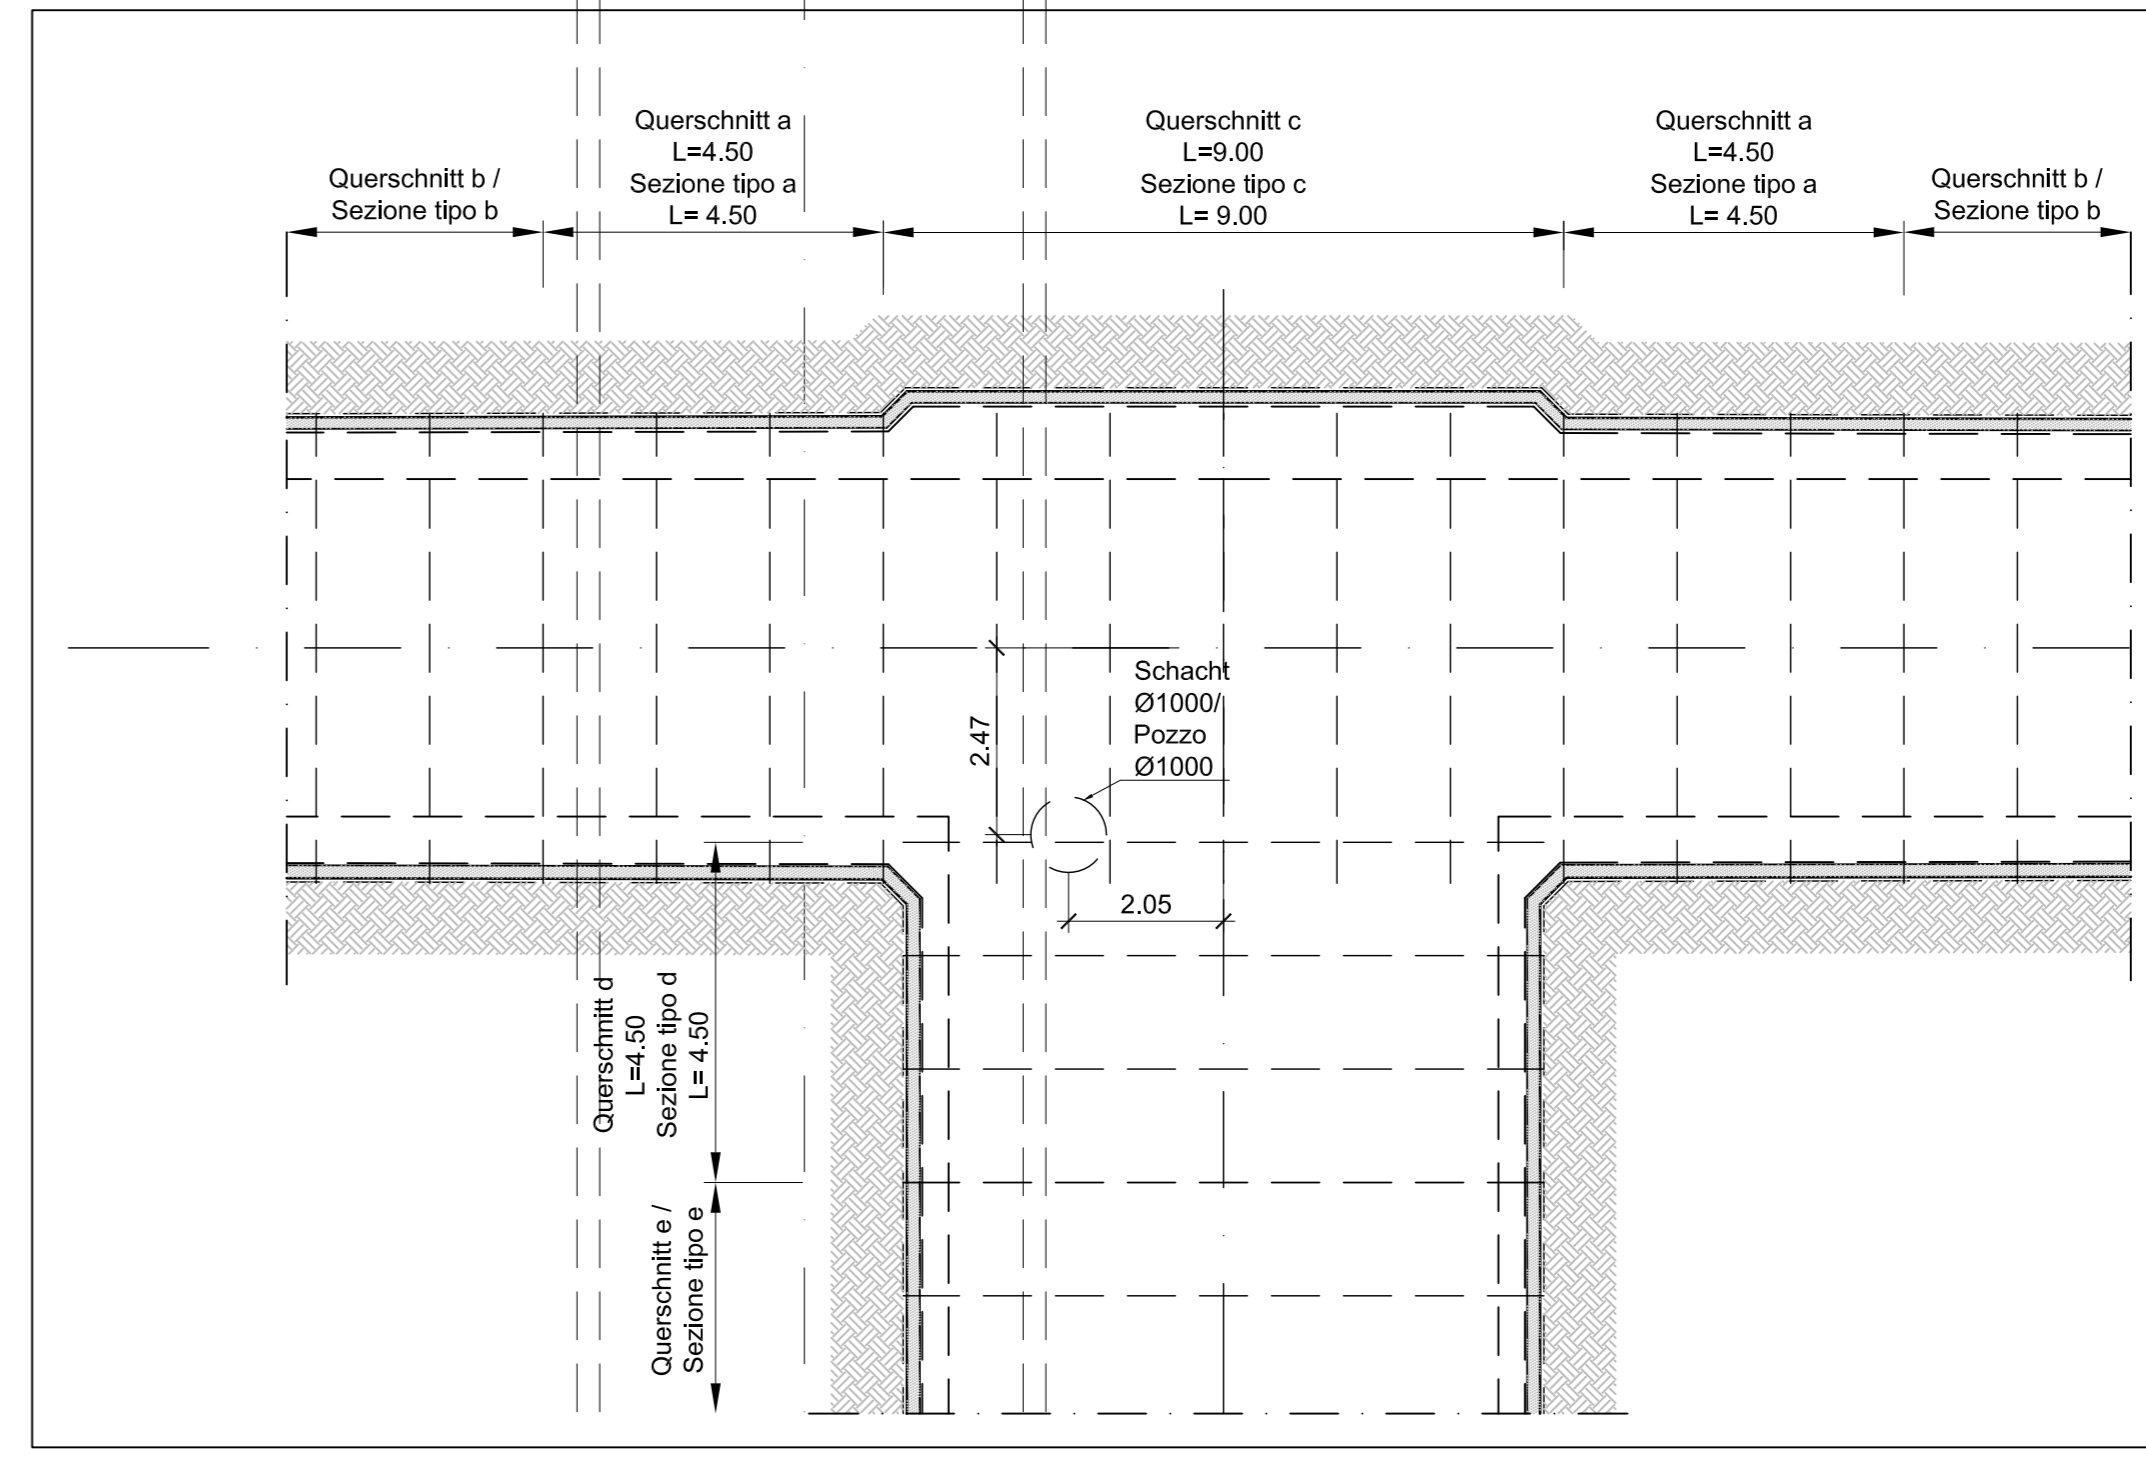 Querschnitt b /
Sezione tipo b
Querschnitt a
L=4.50
Sezione tipo a
L= 4.50
Querschnitt c
L=9.00
Sezione tipo c
L= 9.00
Querschnitt a
L=4.50
Sezione tipo a
L= 4.50
Querschnitt b /
Sezione tipo b
2.47
Schacht
Ø1000/
Pozzo
Ø1000
2.05
Querschnitt d
L=4.50
Sezione tipo d
L= 4.50
Querschnitt e /
Sezione tipo e